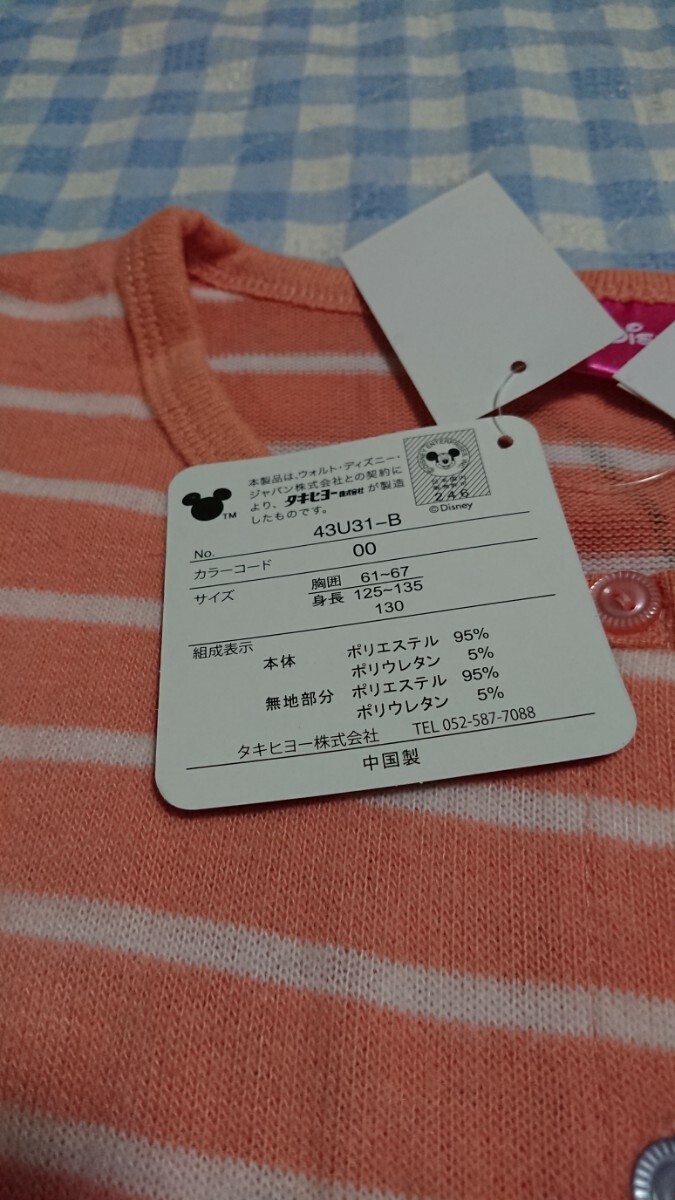 本製品は、ウォルト・ディズニー・
ジャパン株式会社との契約に
より、タキヒヨー株式会社が製造
したものです。
TM
246
©Disney
No. 43U31-B
カラーコード 00
サイズ 胸囲 61~67
身長 125~135
130
組成表示 本体 ポリエステル 95%
ポリウレタン 5%
無地部分 ポリエステル 95%
ポリウレタン 5%
タキヒヨー株式会社 TEL 052-587-7088
中国製
Dis